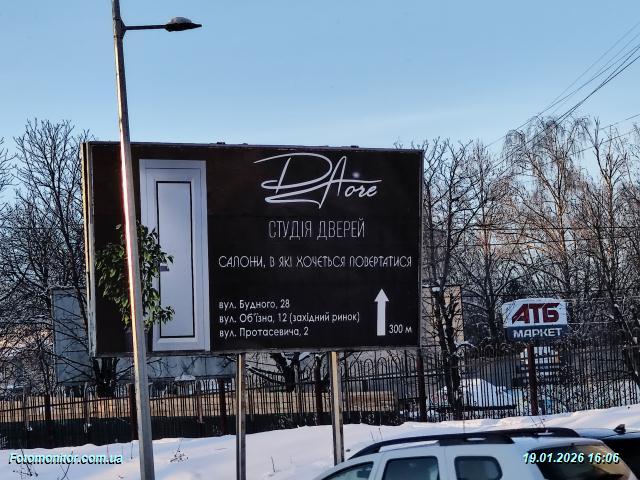 DAore
СТУДІЯ ДВЕРЕЙ
САЛОНИ, В ЯКІ ХОЧЕТЬСЯ ПОВЕРТАТИСЯ
вул. Будного, 28
вул. Об'їзна, 12 (західний ринок)
вул. Протасевича, 2
300 м
АТБ
МАРКЕТ
Fotomonitor.com.ua
19.01.2026 16:06